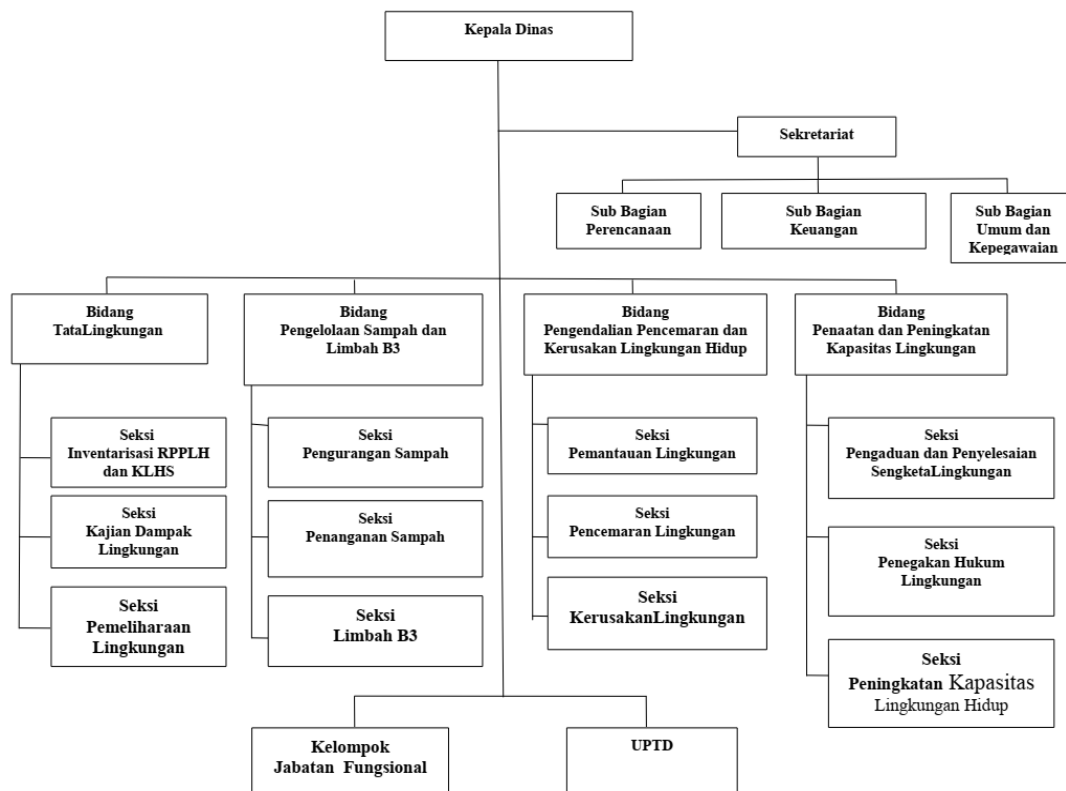 Kepala Dinas
Sekretariat
Sub Bagian
Perencanaan
Sub Bagian
Keuangan
Sub Bagian
Umum dan
Kepegawaian
Bidang
TataLingkungan
Bidang
Pengelolaan Sampah dan
Limbah B3
Bidang
Pengendalian Pencemaran dan
Kerusakan Lingkungan Hidup
Bidang
Penaatan dan Peningkatan
Kapasitas Lingkungan
Seksi
Inventarisasi RPPLH
dan KLHS
Seksi
Kajian Dampak
Lingkungan
Seksi
Pemeliharaan
Lingkungan
Seksi
Pengurangan Sampah
Seksi
Penanganan Sampah
Seksi
Limbah B3
Seksi
Pemantauan Lingkungan
Seksi
Pencemaran Lingkungan
Seksi
KerusakanLingkungan
Seksi
Pengaduan dan Penyelesaian
SengketaLingkungan
Seksi
Penegakan Hukum
Lingkungan
Seksi
Peningkatan Kapasitas
Lingkungan Hidup
Kelompok
Jabatan Fungsional
UPTD